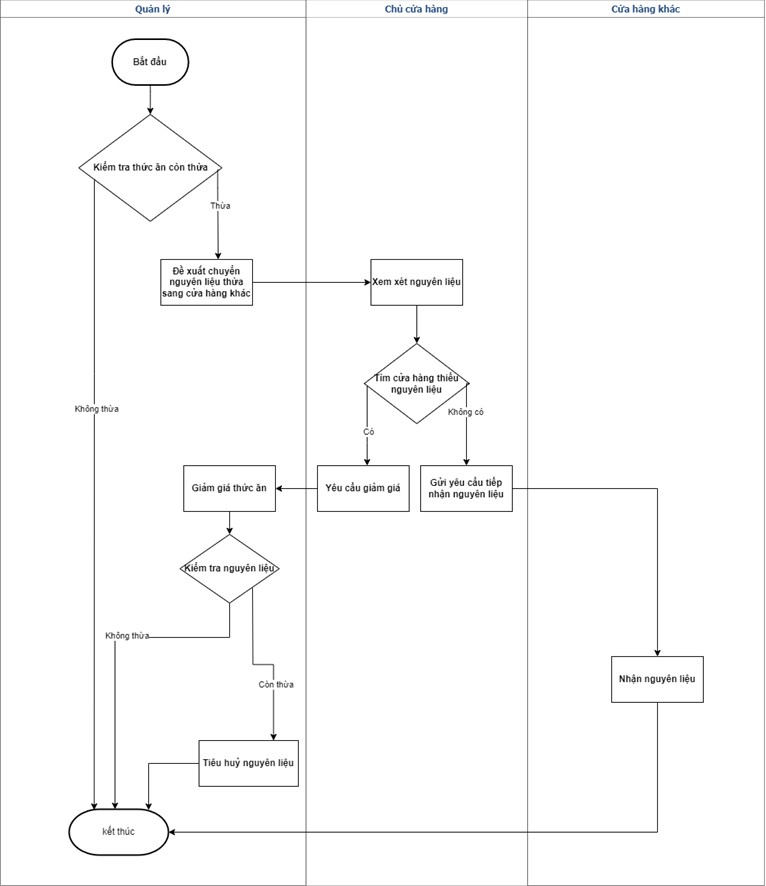 Quản lý
Chủ cửa hàng
Cửa hàng khác
Bắt đầu
Kiểm tra thức ăn còn thừa
Thừa
Đề xuất chuyển
nguyên liệu thừa
sang cửa hàng khác
Xem xét nguyên liệu
Tìm cửa hàng thiếu
nguyên liệu
Không thừa
Không có
Có
Giảm giá thức ăn
Yêu cầu giảm giá
Gửi yêu cầu tiếp
nhận nguyên liệu
Kiểm tra nguyên liệu
Không thừa
Còn thừa
Nhận nguyên liệu
Tiêu huỷ nguyên liệu
kết thúc